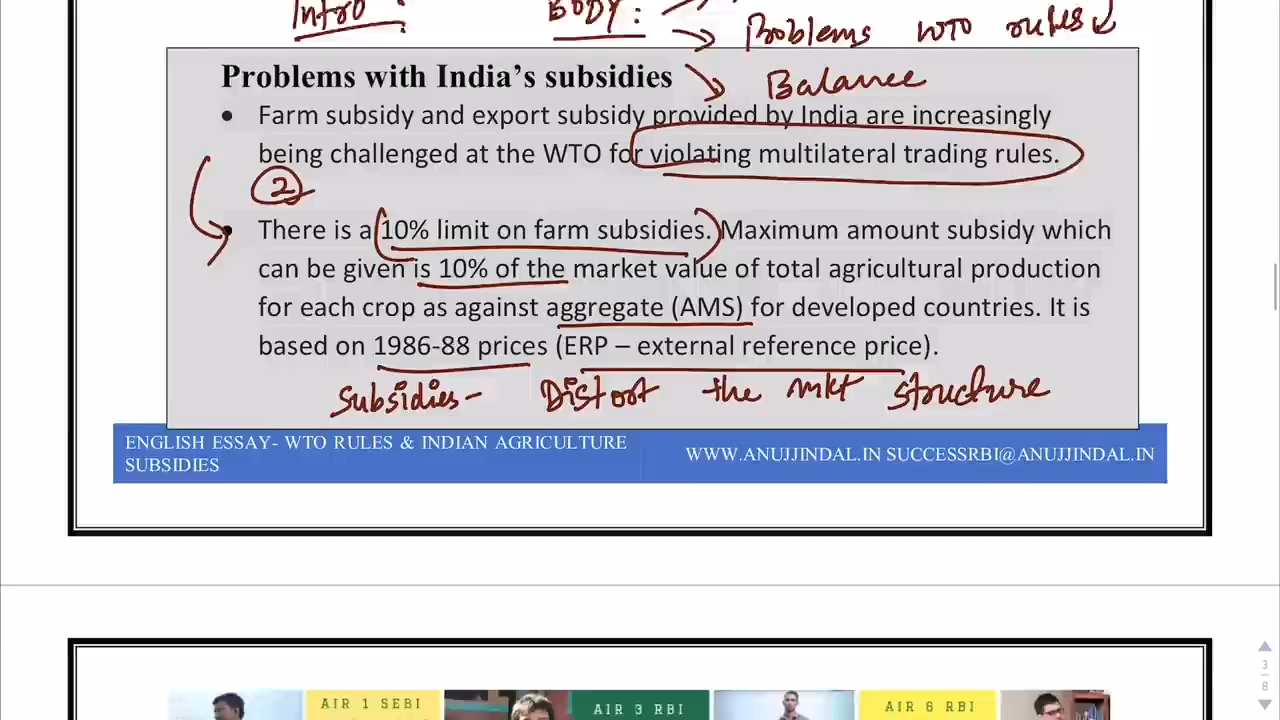 Intro :
Body :
Problems WTO rules
Balance
Problems with India's subsidies
• Farm subsidy and export subsidy provided by India are increasingly
being challenged at the WTO for violating multilateral trading rules.
2
• There is a 10% limit on farm subsidies. Maximum amount subsidy which
can be given is 10% of the market value of total agricultural production
for each crop as against aggregate (AMS) for developed countries. It is
based on 1986-88 prices (ERP – external reference price).
Subsidies- Distort the mkt structure
ENGLISH ESSAY- WTO RULES & INDIAN AGRICULTURE
SUBSIDIES
WWW.ANUJJINDAL.IN SUCCESSRBI@ANUJJINDAL.IN
3
8
AIR 1 SEBI
AIR 3 RBI
AIR 6 RBI